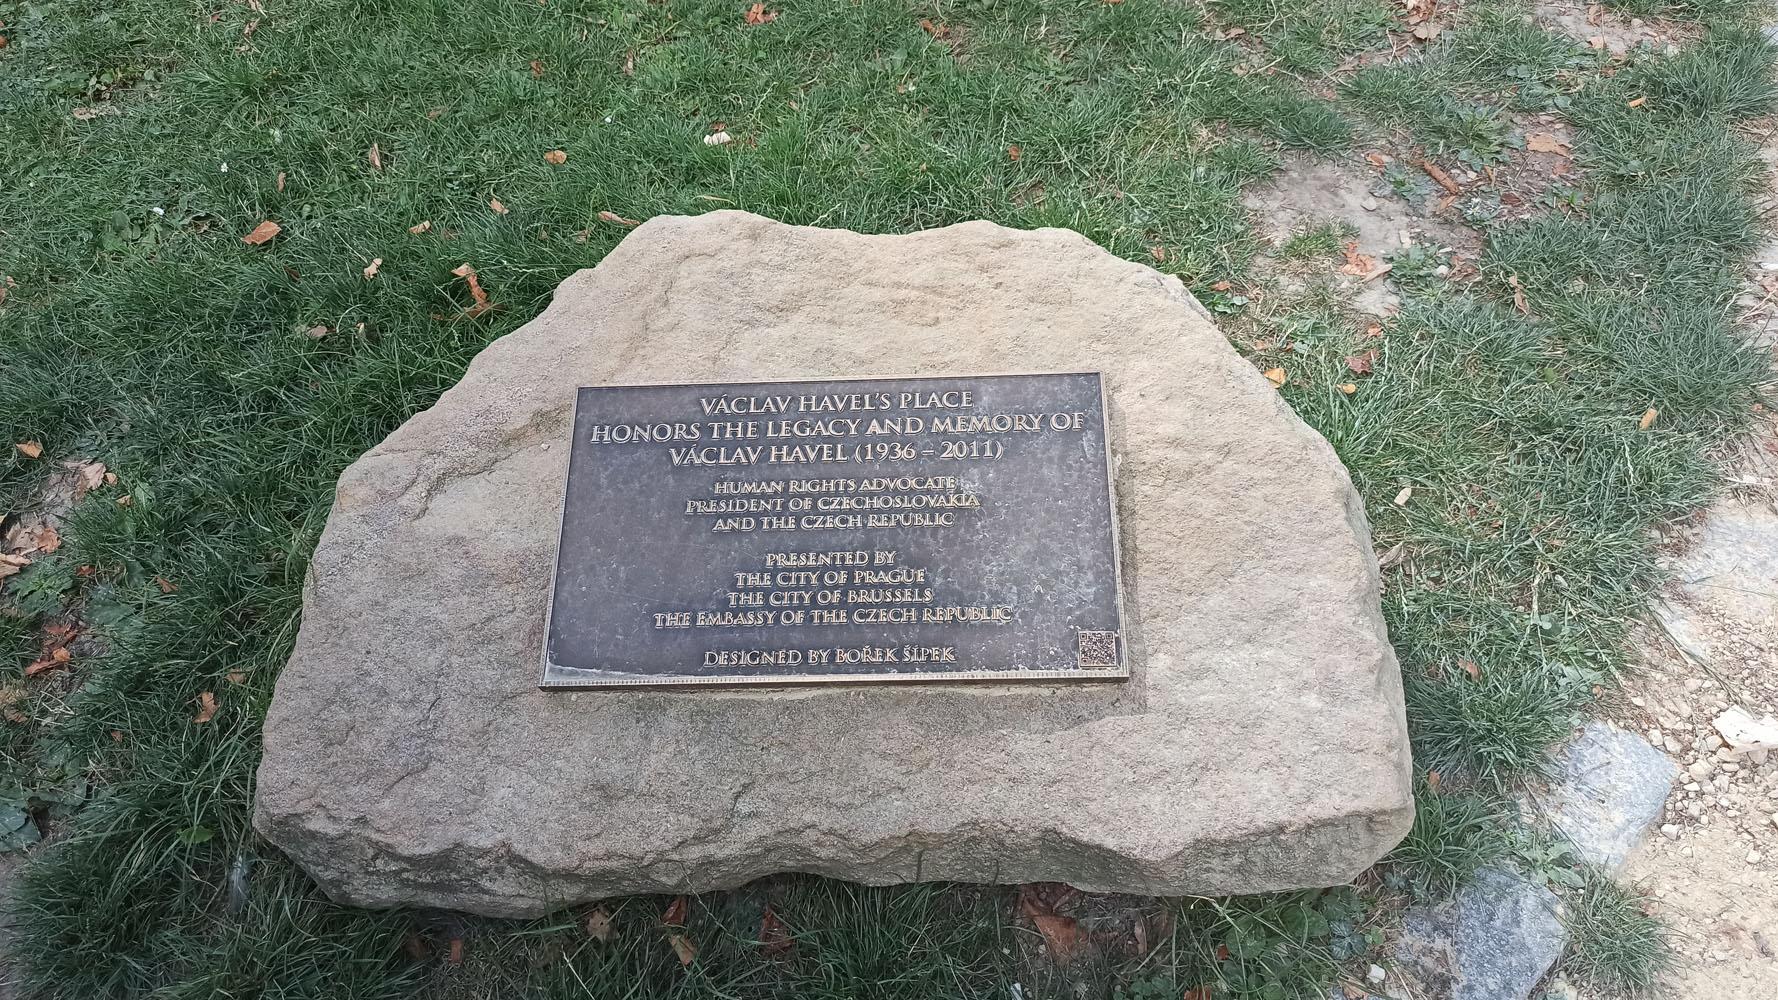 VÁCLAV HAVEL'S PLACE
HONORS THE LEGACY AND MEMORY OF
VÁCLAV HAVEL (1936 – 2011)
HUMAN RIGHTS ADVOCATE
PRESIDENT OF CZECHOSLOVAKIA
AND THE CZECH REPUBLIC
PRESENTED BY
THE CITY OF PRAGUE
THE CITY OF BRUSSELS
THE EMBASSY OF THE CZECH REPUBLIC
DESIGNED BY BOŘEK ŠÍPEK